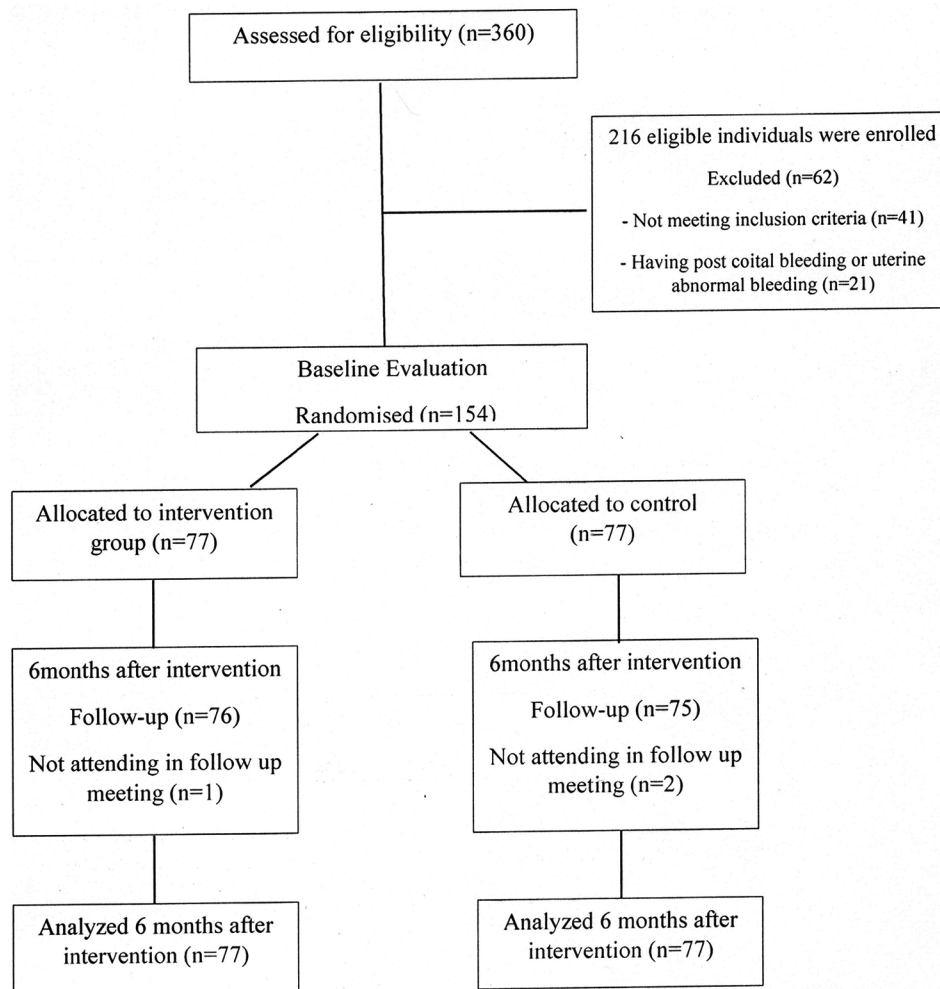 Assessed for eligibility (n=360)
216 eligible individuals were enrolled
Excluded (n=62)
- Not meeting inclusion criteria (n=41)
- Having post coital bleeding or uterine
abnormal bleeding (n=21)
Baseline Evaluation
Randomised (n=154)
Allocated to intervention
group (n=77)
Allocated to control
(n=77)
6months after intervention
Follow-up (n=76)
Not attending in follow up
meeting (n=1)
6months after intervention
Follow-up (n=75)
Not attending in follow up
meeting (n=2)
Analyzed 6 months after
intervention (n=77)
Analyzed 6 months after
intervention (n=77)